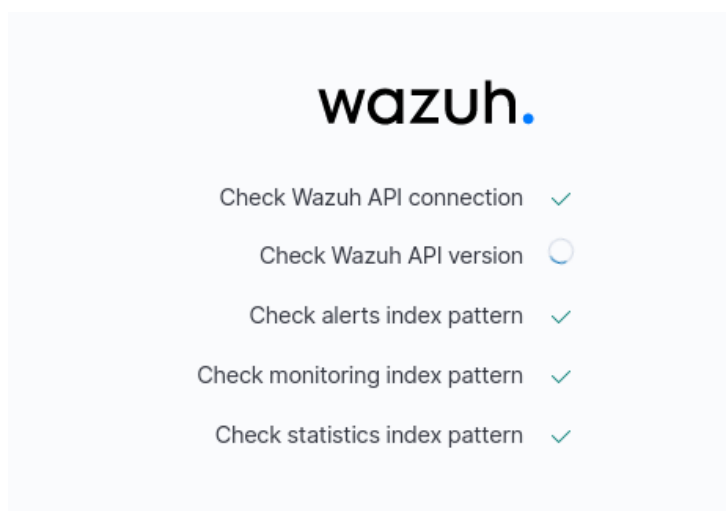 wazuh.
Check Wazuh API connection
Check Wazuh API version
Check alerts index pattern
Check monitoring index pattern
Check statistics index pattern